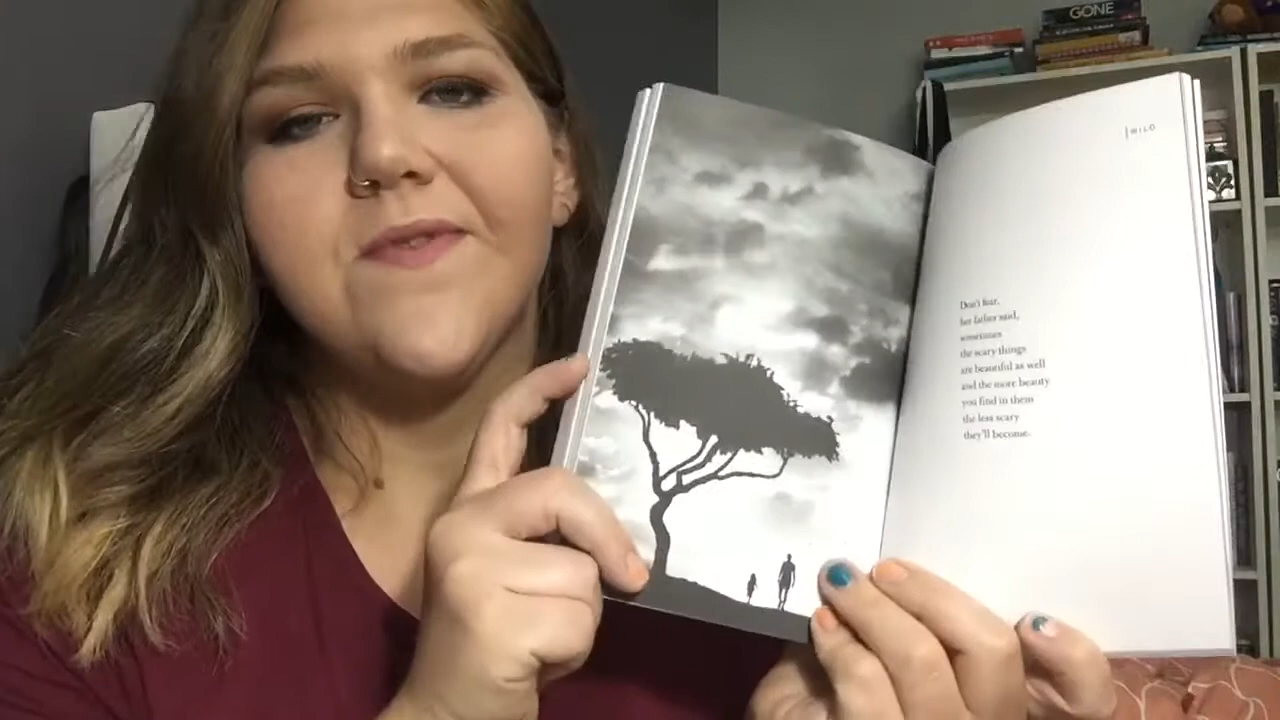 GONE
| WILD
Don't fear,
her father said,
sometimes
the scary things
are beautiful as well
and the more beauty
you find in them
the less scary
they'll become.